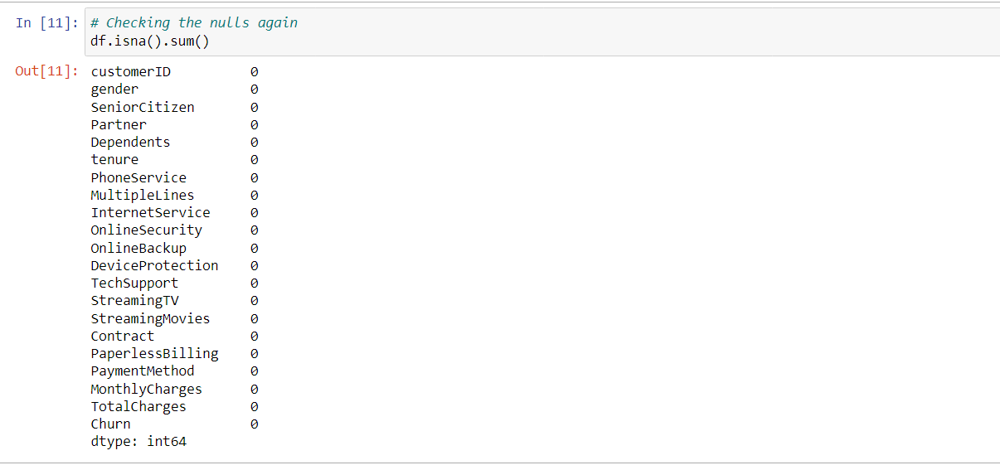 In [11]: # Checking the nulls again
df.isna().sum()
Out[11]: customerID 0
gender 0
SeniorCitizen 0
Partner 0
Dependents 0
tenure 0
PhoneService 0
MultipleLines 0
InternetService 0
OnlineSecurity 0
OnlineBackup 0
DeviceProtection 0
TechSupport 0
StreamingTV 0
StreamingMovies 0
Contract 0
PaperlessBilling 0
PaymentMethod 0
MonthlyCharges 0
TotalCharges 0
Churn 0
dtype: int64